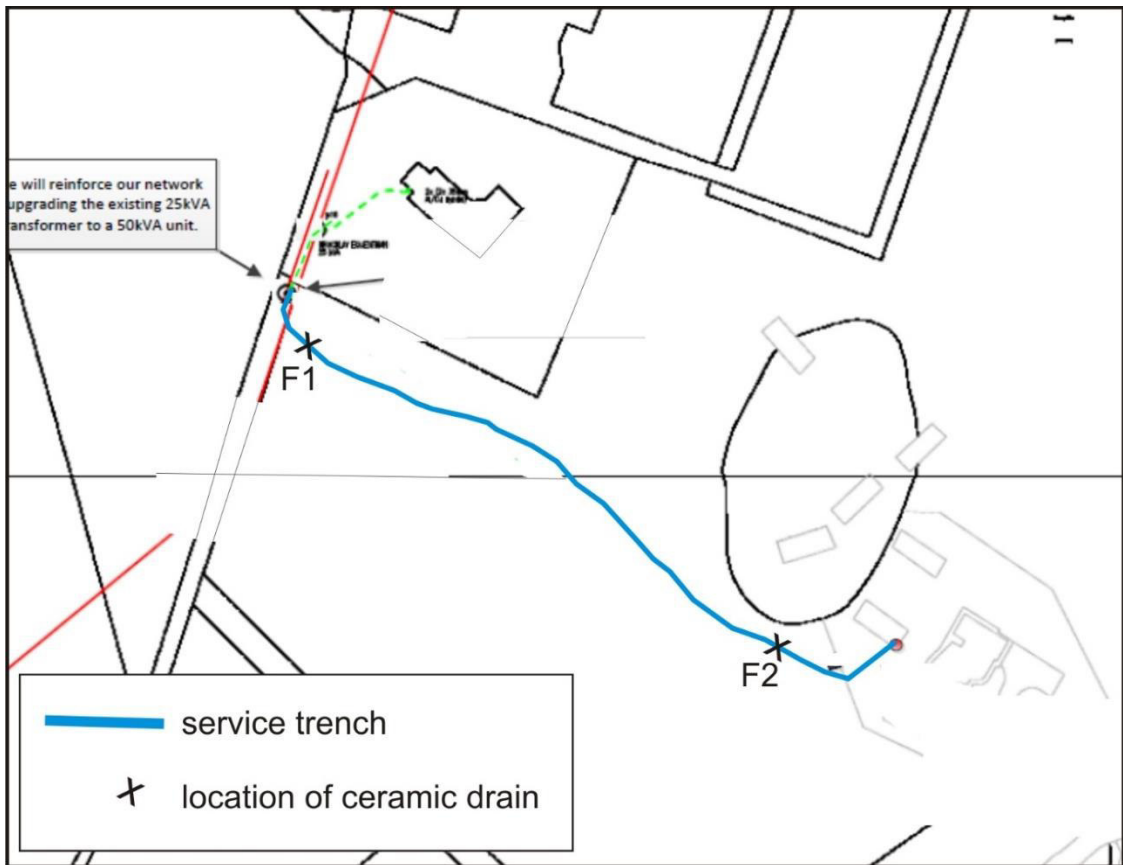 e will reinforce our network
upgrading the existing 25kVA
ansformer to a 50kVA unit.
F1
F2
service trench
location of ceramic drain